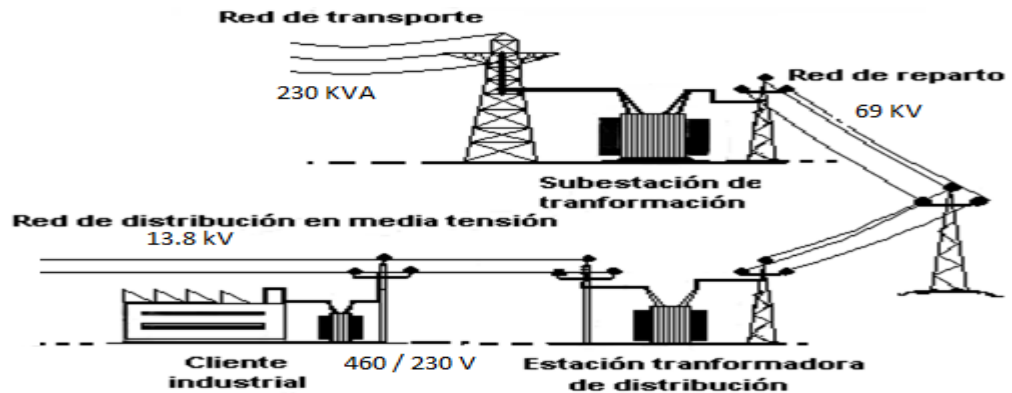 Red de transporte
230 KVA
Red de reparto
69 KV
Subestación de
tranformación
Red de distribución en media tensión
13.8 kV
Cliente
industrial
460 / 230 V
Estación tranformadora
de distribución